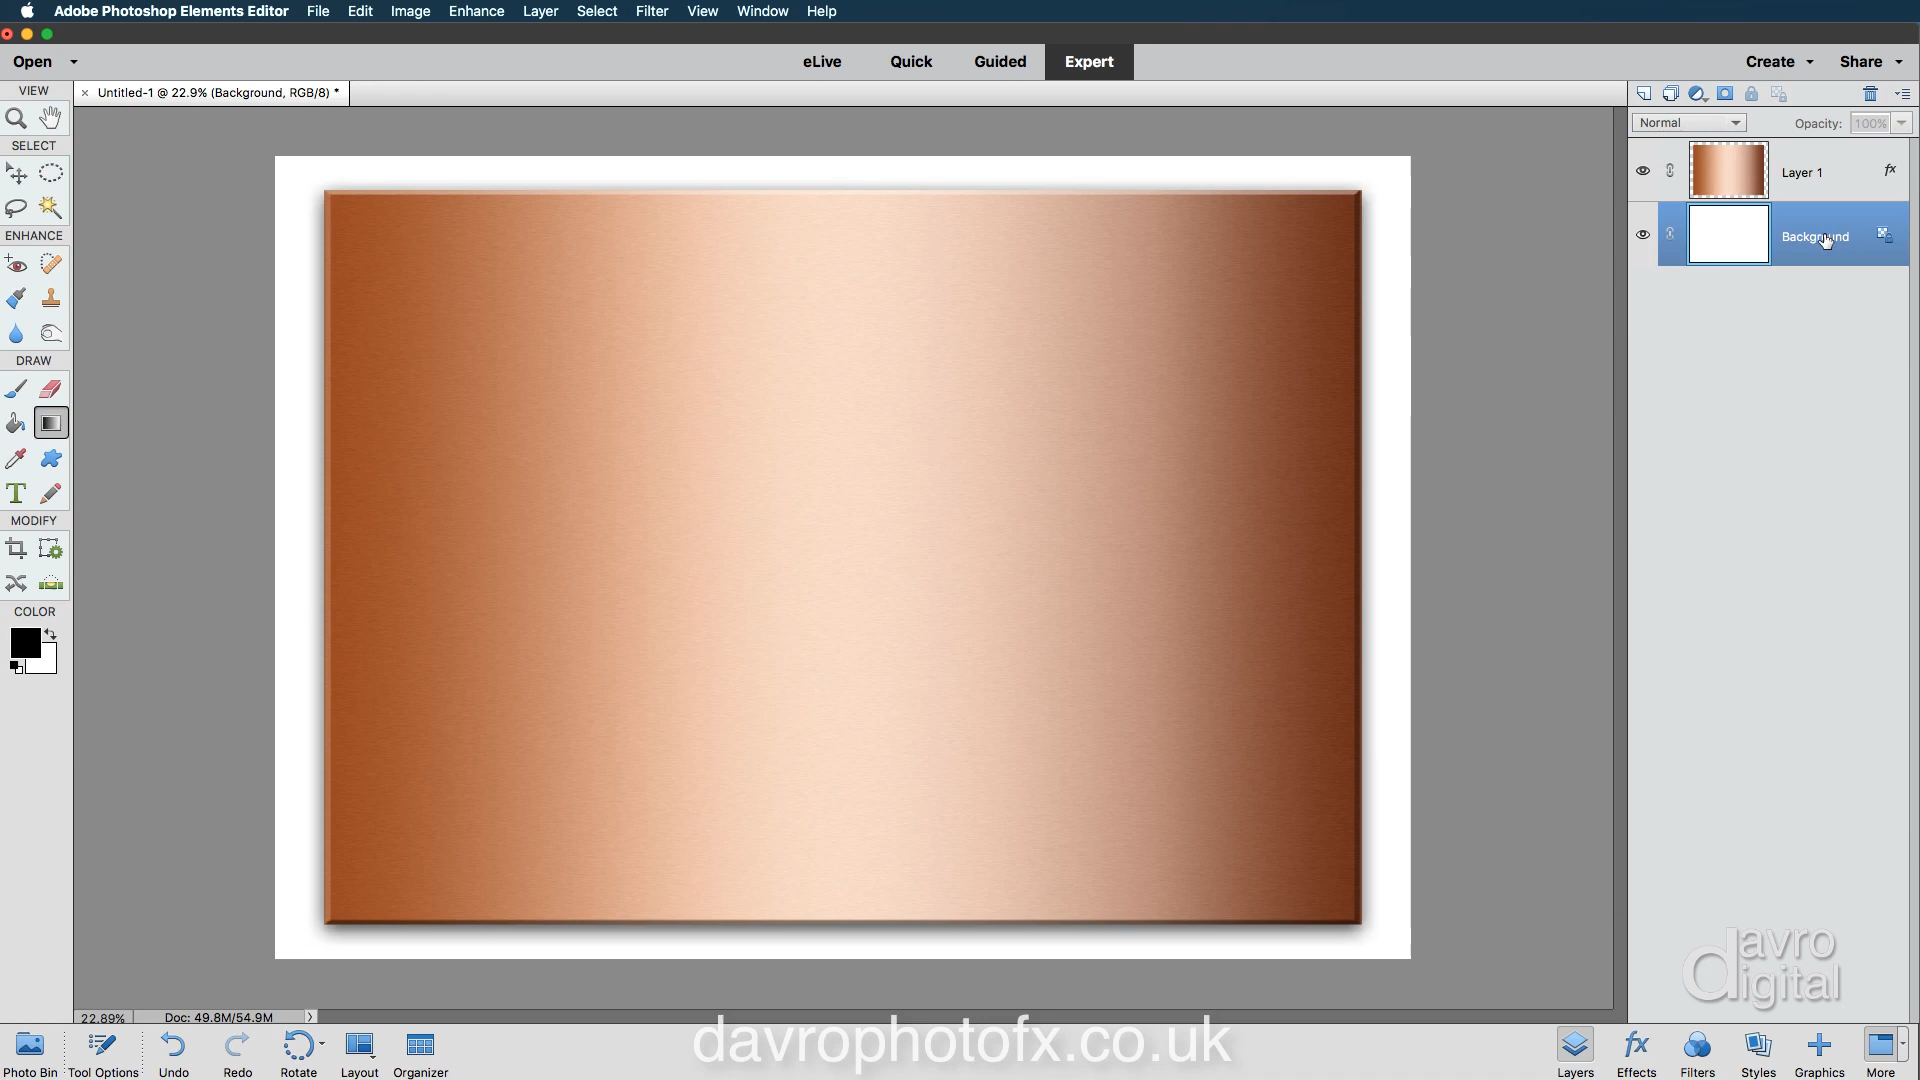 Adobe Photoshop Elements Editor File Edit Image Enhance Layer Select Filter View Window Help
Open eLive Quick Guided Expert Create Share
VIEW
× Untitled-1 @ 22.9% (Background, RGB/8) *
Normal Opacity: 100%
SELECT
Layer 1 fx
ENHANCE
Background
DRAW
T
MODIFY
COLOR
davro
digital
22.89% Doc: 49.8M/54.9M
davrophotofx.co.uk
Photo Bin Tool Options Undo Redo Rotate Layout Organizer Layers Effects Filters Styles Graphics More